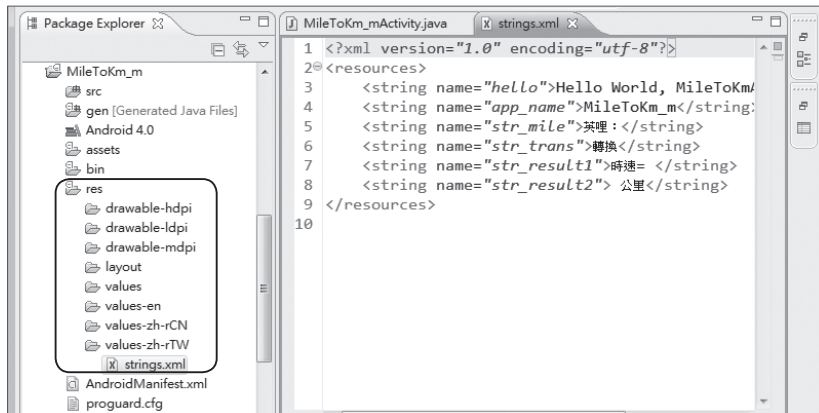 Package Explorer
MileToKm_m
src
gen [Generated Java Files]
Android 4.0
assets
bin
res
drawable-hdpi
drawable-ldpi
drawable-mdpi
layout
values
values-en
values-zh-rCN
values-zh-rTW
strings.xml
AndroidManifest.xml
proguard.cfg
MileToKm_mActivity.java
strings.xml
1 <?xml version="1.0" encoding="utf-8"?>
2 <resources>
3 <string name="hello">Hello World, MileToKmA
4 <string name="app_name">MileToKm_m</string>
5 <string name="str_mile">英哩：</string>
6 <string name="str_trans">轉換</string>
7 <string name="str_result1">時速= </string>
8 <string name="str_result2"> 公里</string>
9 </resources>
10